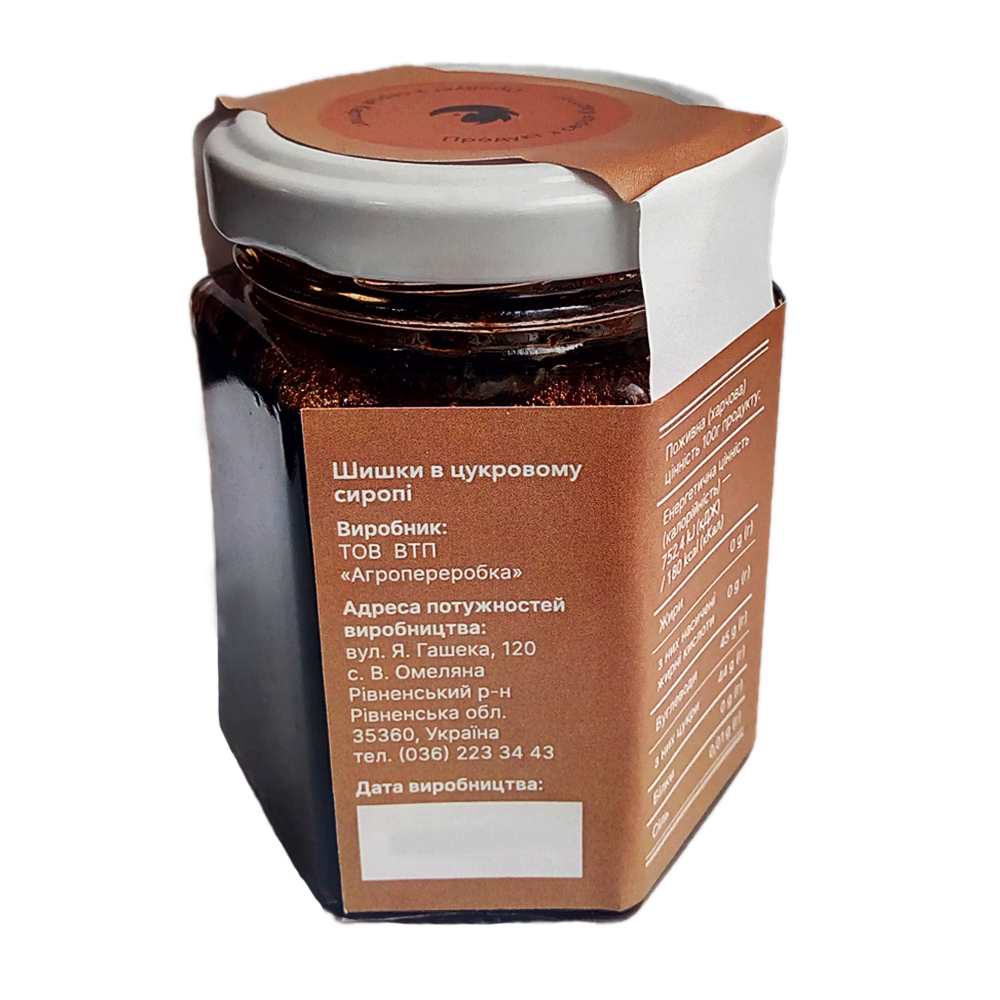 Продукт з серця
Шишки в цукровому
сиропі
Виробник:
ТОВ ВТП
«Агропереробка»
Адреса потужностей
виробництва:
вул. Я. Гашека, 120
с. В. Омеляна
Рівненський р-н
Рівненська обл.
35360, Україна
тел. (036) 223 34 43
Дата виробництва:
Поживна (харчова)
цінність 100г продукту:
Енергетична цінність
(калорійність) —
752,4 kJ (кДЖ)
/ 180 kcal (кКал)
Жири 0 g (г)
з них насичені
жирні кислоти 0 g (г)
Вуглеводи 45 g (г)
з них цукри 44 g (г)
Білки 0 g (г)
Сіль 0,01 g (г)